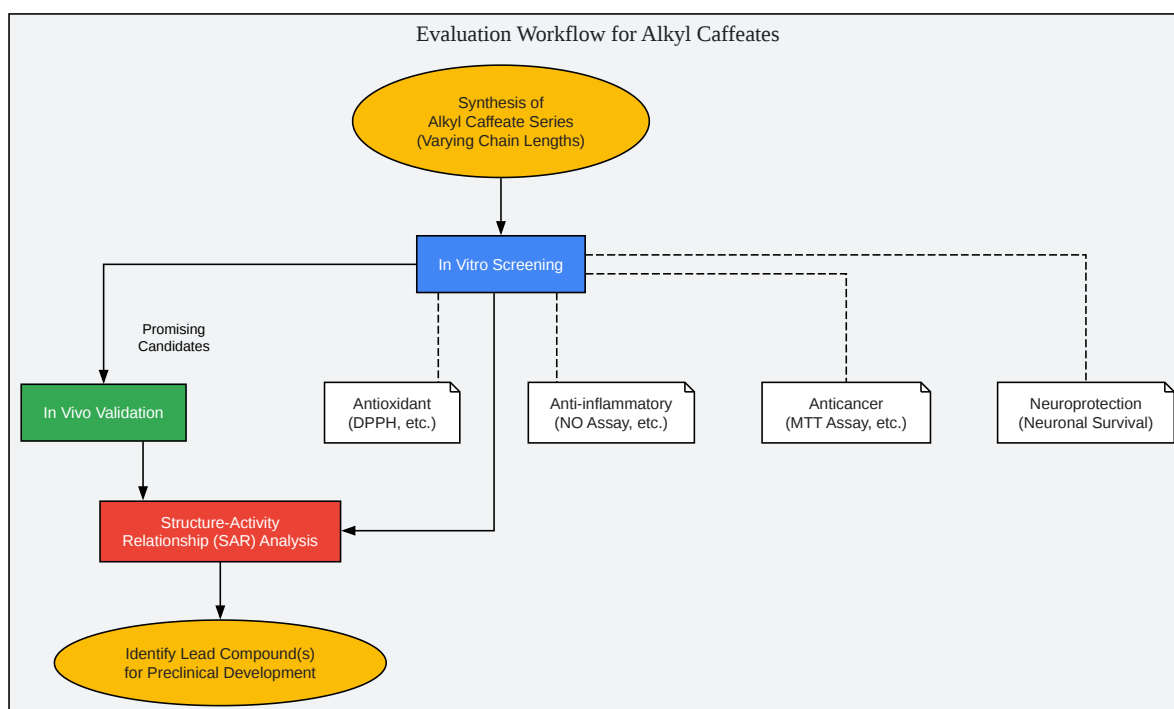 Evaluation Workflow for Alkyl Caffeates
Synthesis of
Alkyl Caffeate Series
(Varying Chain Lengths)
In Vitro Screening
Promising
Candidates
In Vivo Validation
Antioxidant
(DPPH, etc.)
Anti-inflammatory
(NO Assay, etc.)
Anticancer
(MTT Assay, etc.)
Neuroprotection
(Neuronal Survival)
Structure-Activity
Relationship (SAR) Analysis
Identify Lead Compound(s)
for Preclinical Development